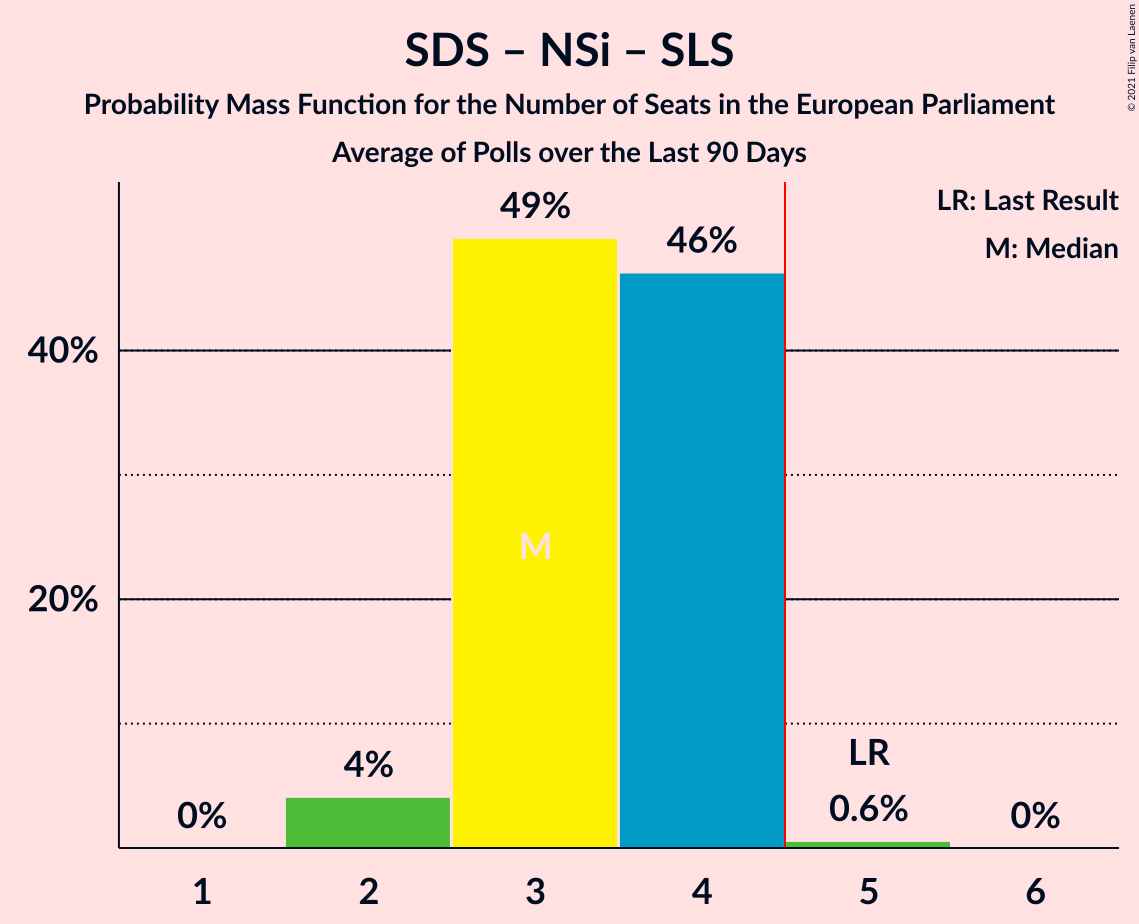 SDS – NSi – SLS
Probability Mass Function for the Number of Seats in the European Parliament
Average of Polls over the Last 90 Days
© 2021 Filip van Laenen
LR: Last Result
M: Median
49%
46%
40%
M
20%
LR
4%
0%
0.6%
0%
1 2 3 4 5 6